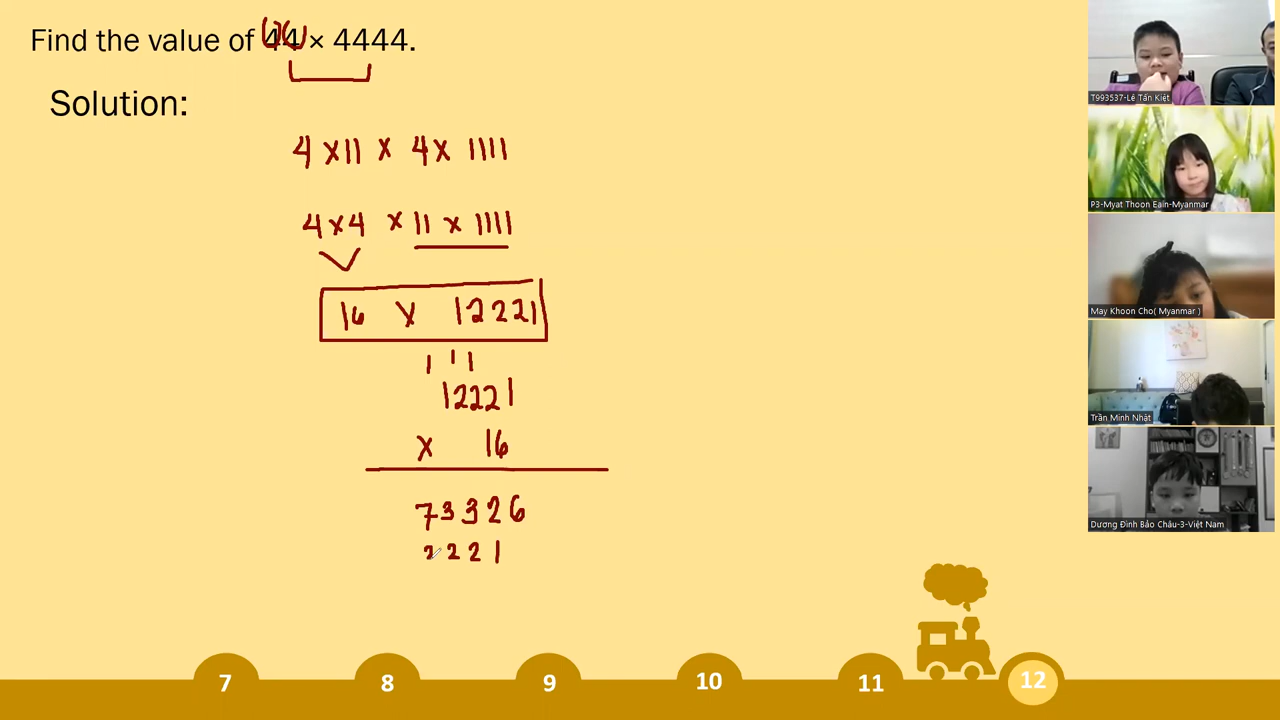 Find the value of 44 × 4444.
Solution:
4 × 11 × 4 × 1111
4 × 4 × 11 × 1111
16 × 12221
1 1 1
12221
× 16
73326
2221
7 8 9 10 11 12
T993537-Lê Tấn Kiệt
P3-Myat Thoon Eain-Myanmar
May Khoon Cho( Myanmar )
Trần Minh Nhật
Dương Đình Bảo Châu-3-Việt Nam